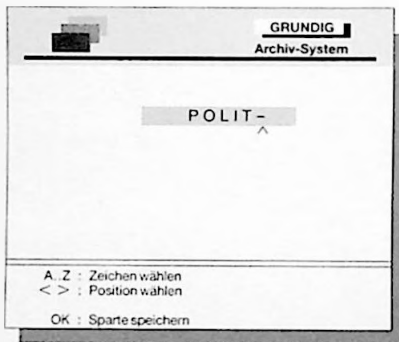 GRUNDIG
Archiv-System
POLIT-
^
A..Z : Zeichen wählen
< > : Position wählen
OK : Sparte speichern